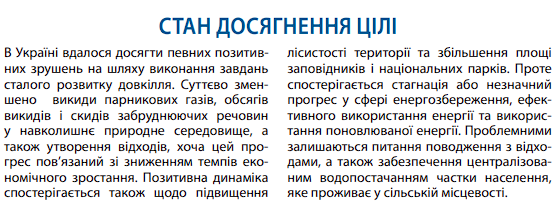 СТАН ДОСЯГНЕННЯ ЦІЛІ
В Україні вдалося досягти певних позитив-
них зрушень на шляху виконання завдань
сталого розвитку довкілля. Суттєво змен-
шено викиди парникових газів, обсягів
викидів і скидів забруднюючих речовин
у навколишнє природне середовище, а
також утворення відходів, хоча цей про-
грес пов'язаний зі зниженням темпів еко-
номічного зростання. Позитивна динаміка
спостерігається також щодо підвищення
лісистості території та збільшення площі
заповідників і національних парків. Проте
спостерігається стагнація або незначний
прогрес у сфері енергозбереження, ефек-
тивного використання енергії та викорис-
тання поновлюваної енергії. Проблемними
залишаються питання поводження з відхо-
дами, а також забезпечення централізова-
ним водопостачанням частки населення,
яке проживає у сільській місцевості.